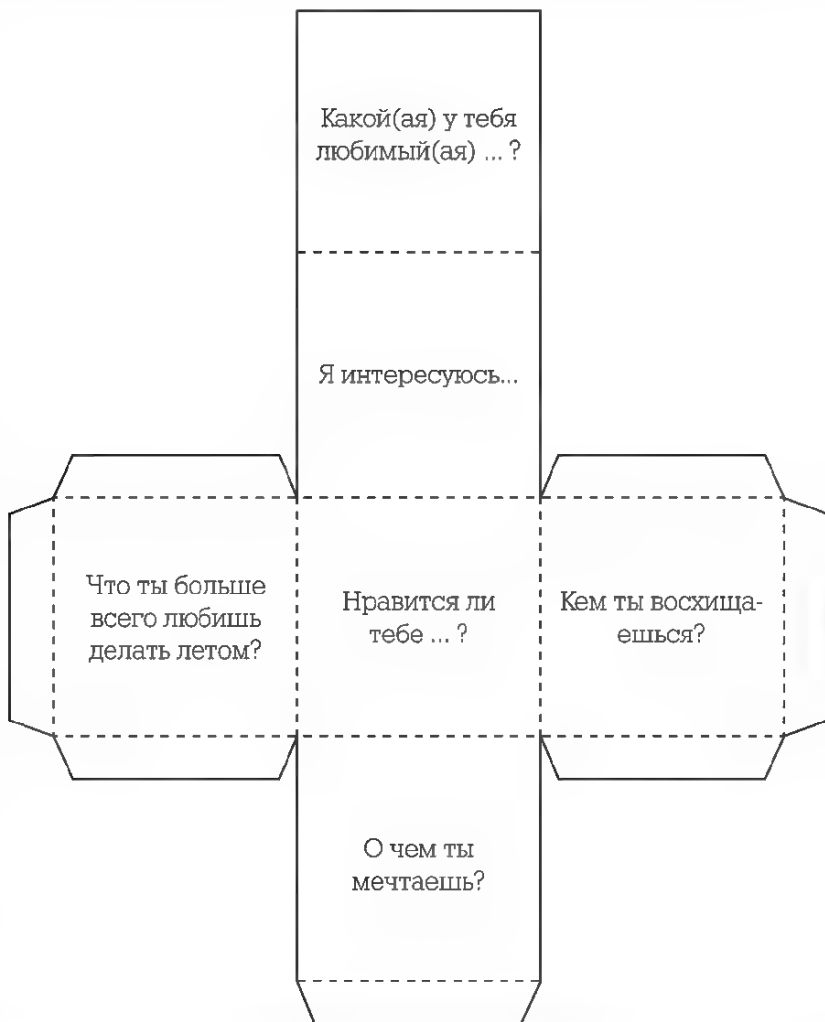 Какой(ая) у тебя
любимый(ая) ... ?
Я интересуюсь...
Что ты больше
всего любишь
делать летом?
Нравится ли
тебе ... ?
Кем ты восхища-
ешься?
О чем ты
мечтаешь?